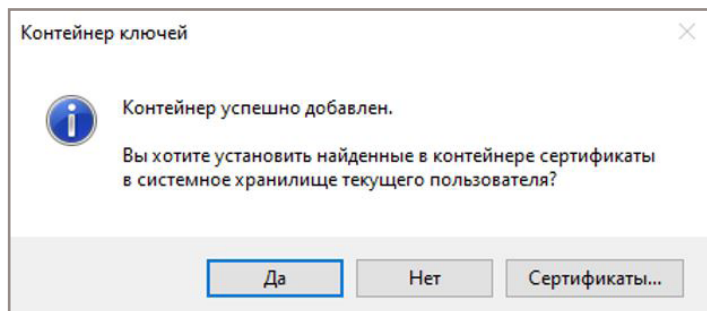 Контейнер ключей
Контейнер успешно добавлен.
Вы хотите установить найденные в контейнере сертификаты
в системное хранилище текущего пользователя?
Да
Нет
Сертификаты...